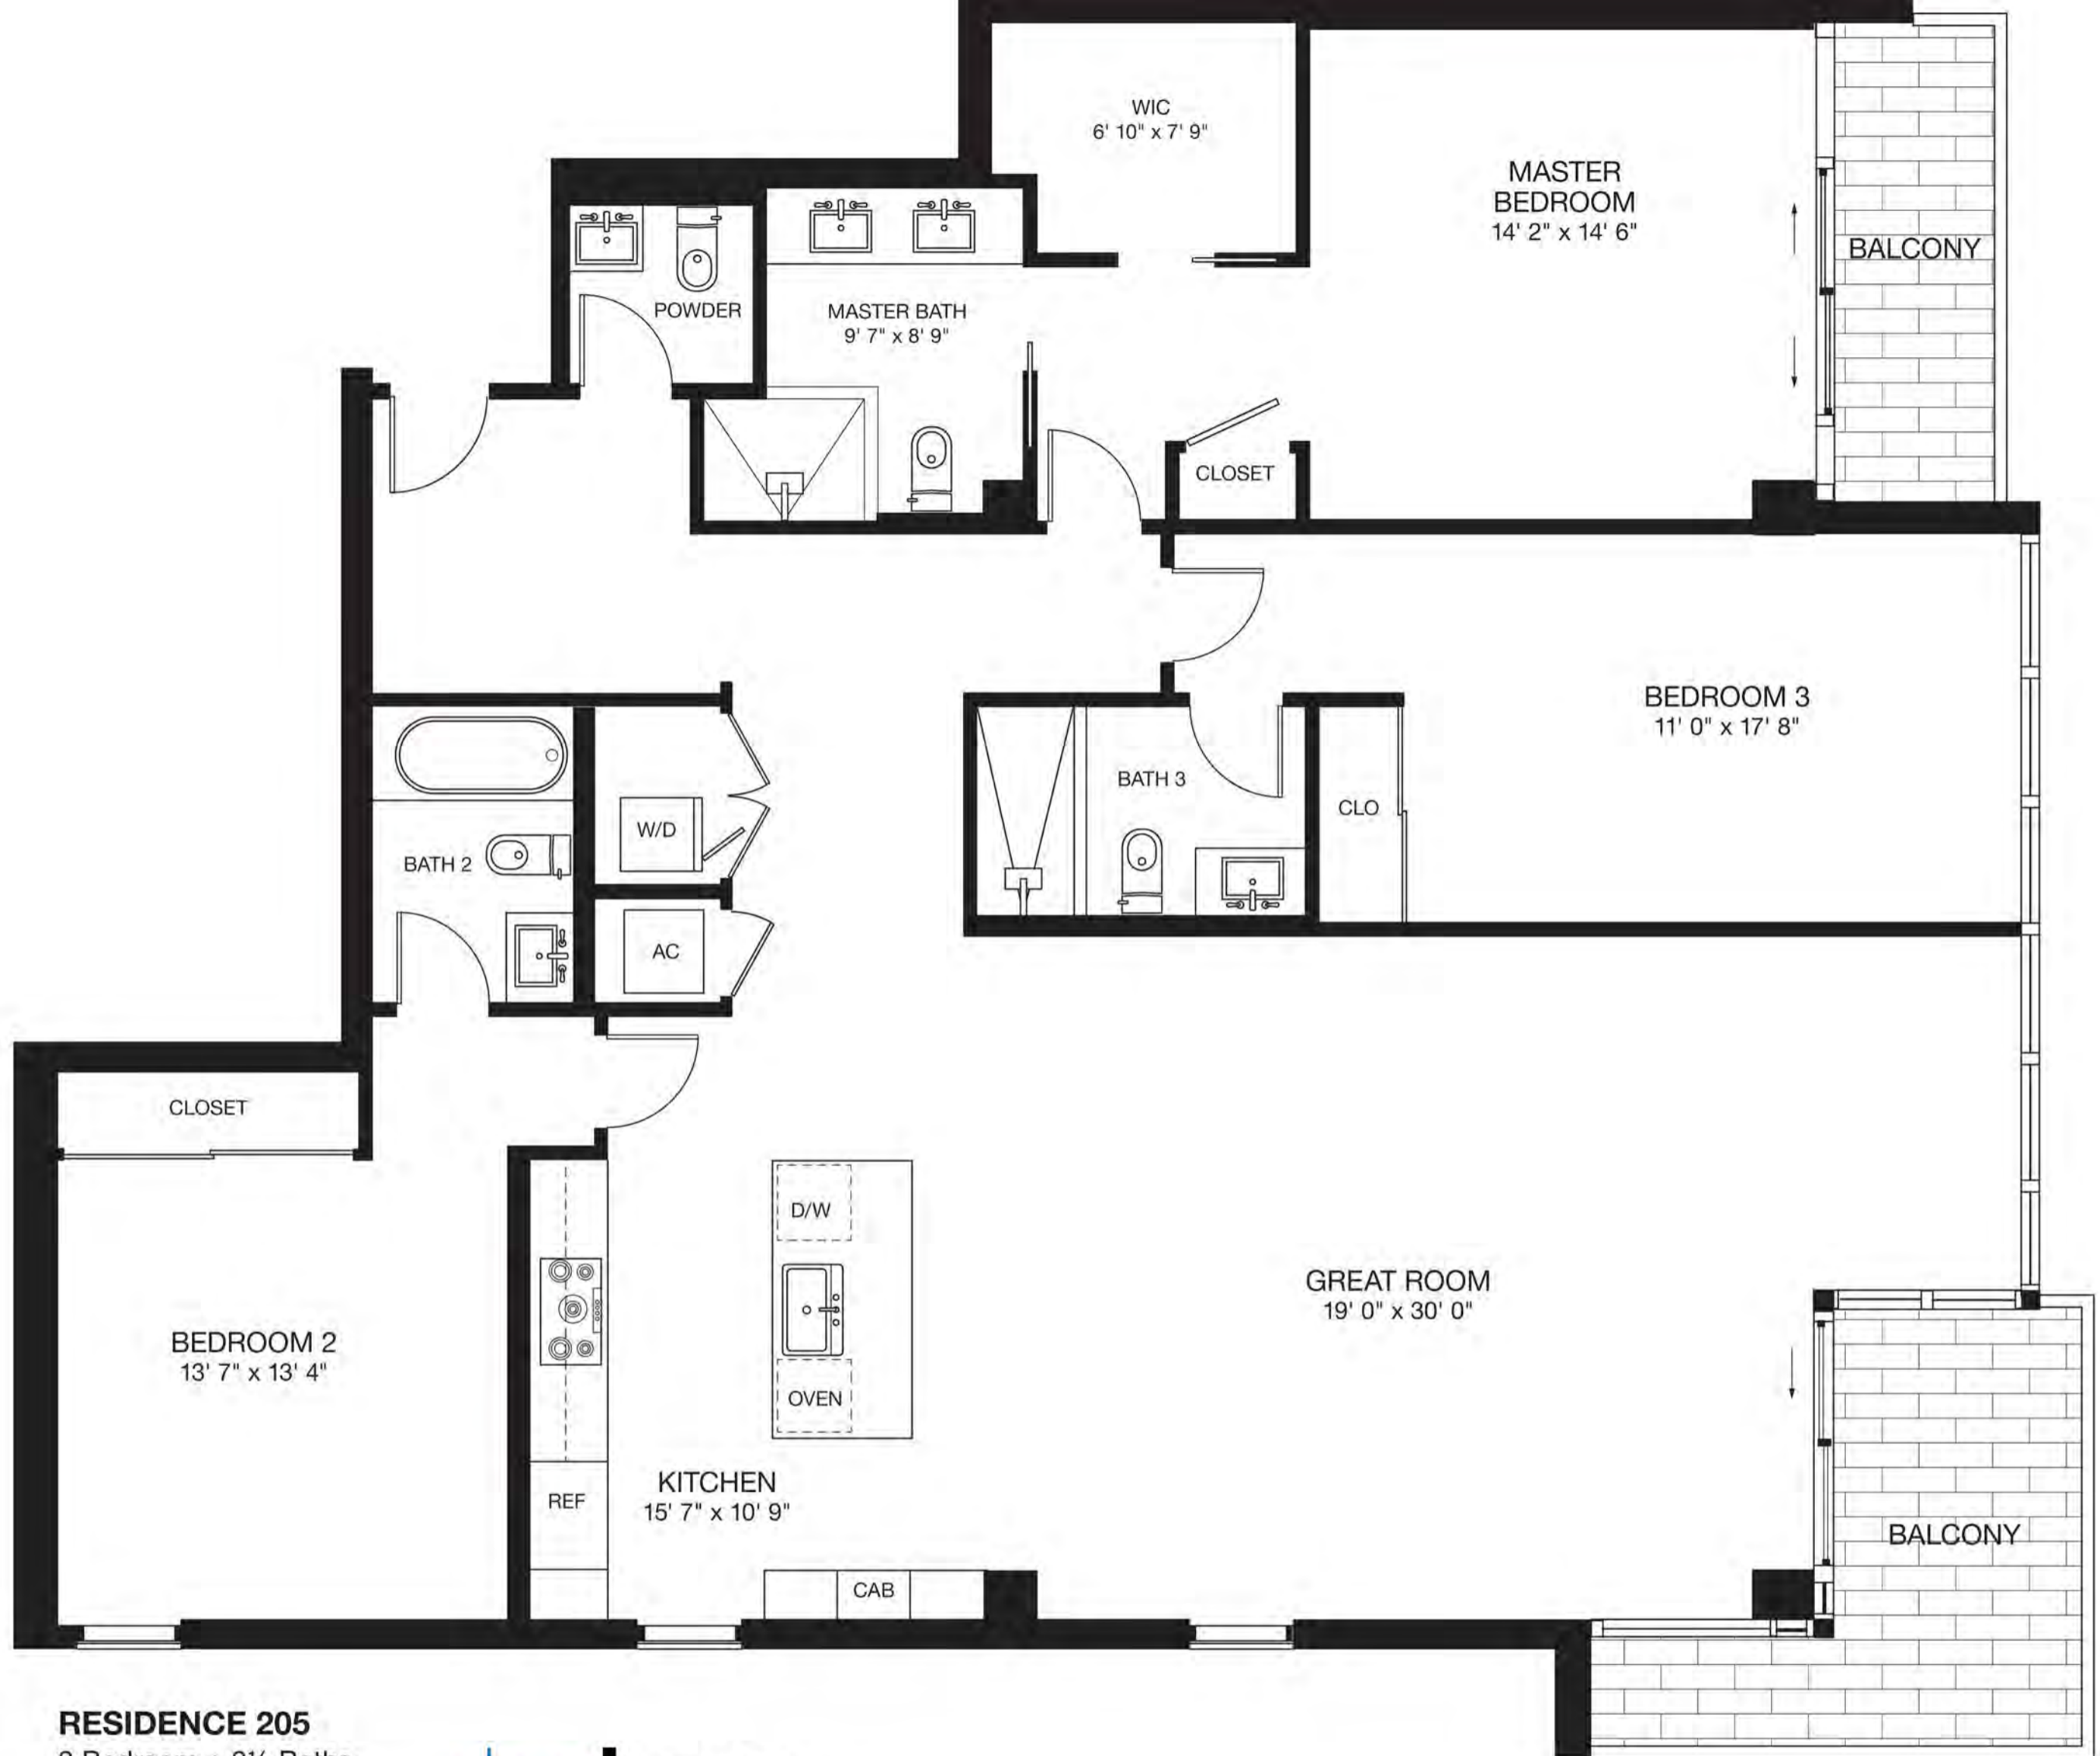 WIC
6' 10" x 7' 9"
MASTER
BEDROOM
14' 2" x 14' 6"
BALCONY
POWDER
MASTER BATH
9' 7" x 8' 9"
CLOSET
BEDROOM 3
11' 0" x 17' 8"
BATH 3
CLO
W/D
BATH 2
AC
CLOSET
D/W
GREAT ROOM
19' 0" x 30' 0"
BEDROOM 2
13' 7" x 13' 4"
OVEN
KITCHEN
15' 7" x 10' 9"
REF
BALCONY
CAB
RESIDENCE 205